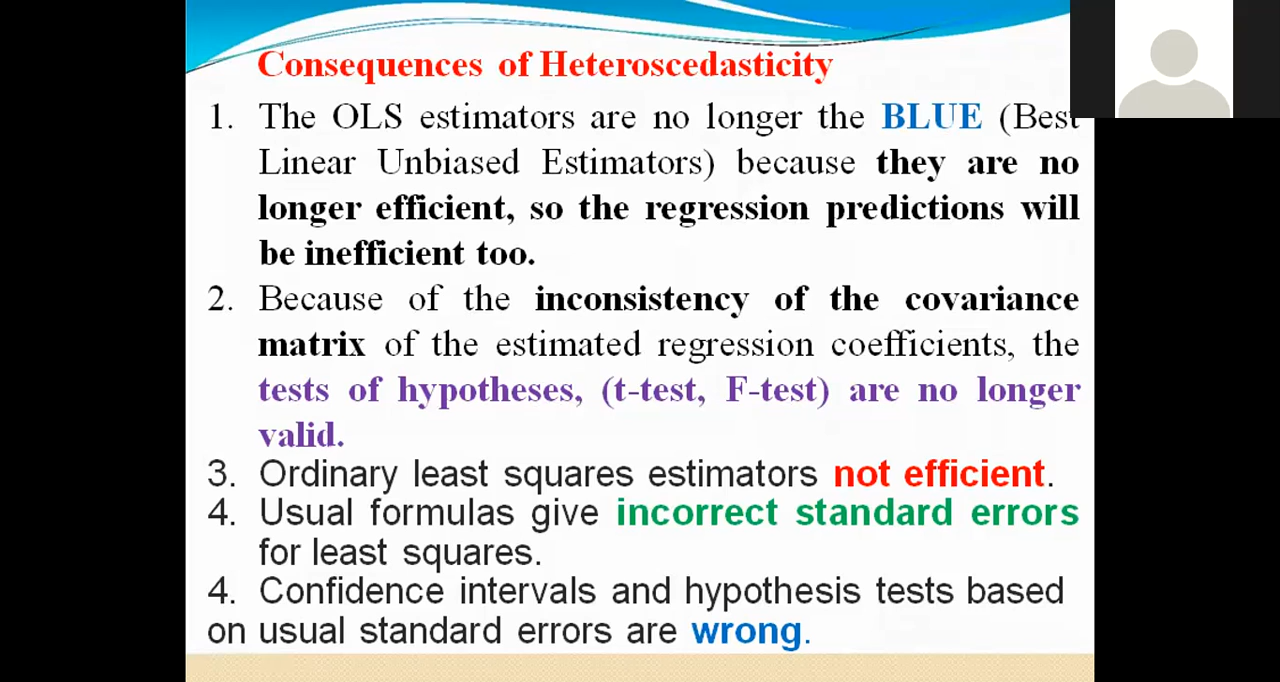 Consequences of Heteroscedasticity
1. The OLS estimators are no longer the BLUE (Best
Linear Unbiased Estimators) because they are no
longer efficient, so the regression predictions will
be inefficient too.
2. Because of the inconsistency of the covariance
matrix of the estimated regression coefficients, the
tests of hypotheses, (t-test, F-test) are no longer
valid.
3. Ordinary least squares estimators not efficient.
4. Usual formulas give incorrect standard errors
for least squares.
4. Confidence intervals and hypothesis tests based
on usual standard errors are wrong.